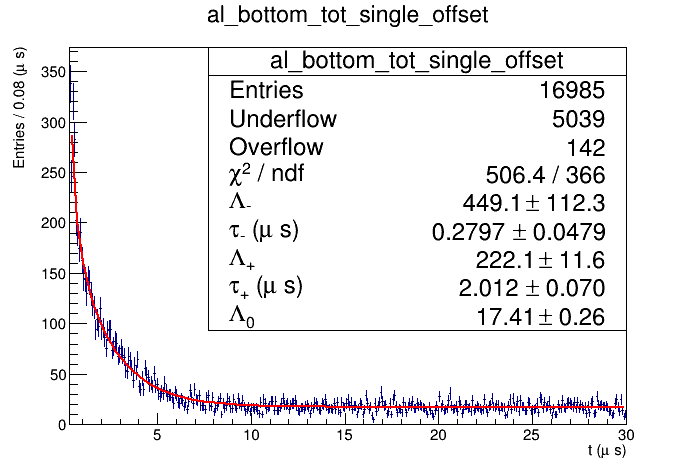 al_bottom_tot_single_offset
Entries / 0.08 (μ s)
al_bottom_tot_single_offset
Entries 16985
Underflow 5039
Overflow 142
χ² / ndf 506.4 / 366
Λ₋ 449.1 ± 112.3
τ₋ (μ s) 0.2797 ± 0.0479
Λ₊ 222.1 ± 11.6
τ₊ (μ s) 2.012 ± 0.070
Λ₀ 17.41 ± 0.26
350
300
250
200
150
100
50
0
5 10 15 20 25 30
t (μ s)